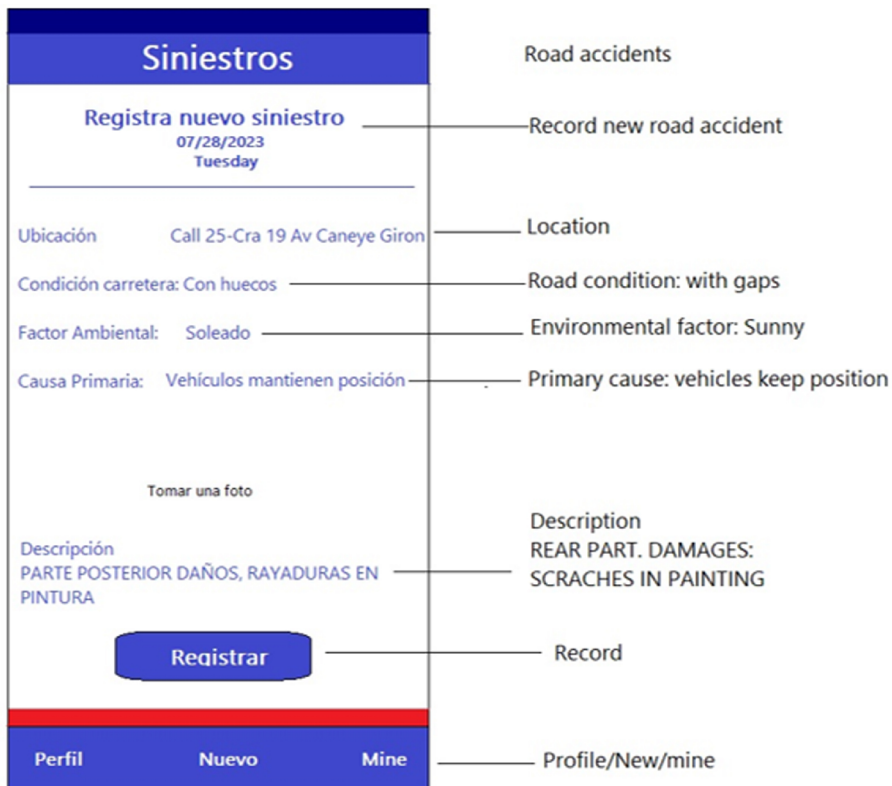 Siniestros
Road accidents
Registra nuevo siniestro
Record new road accident
07/28/2023
Tuesday
Ubicación Call 25-Cra 19 Av Caneye Giron
Location
Condición carretera: Con huecos
Road condition: with gaps
Factor Ambiental: Soleado
Environmental factor: Sunny
Causa Primaria: Vehículos mantienen posición
Primary cause: vehicles keep position
Tomar una foto
Descripción
PARTE POSTERIOR DAÑOS, RAYADURAS EN
PINTURA
Description
REAR PART. DAMAGES:
SCRACHES IN PAINTING
Registrar
Record
Perfil Nuevo Mine
Profile/New/mine